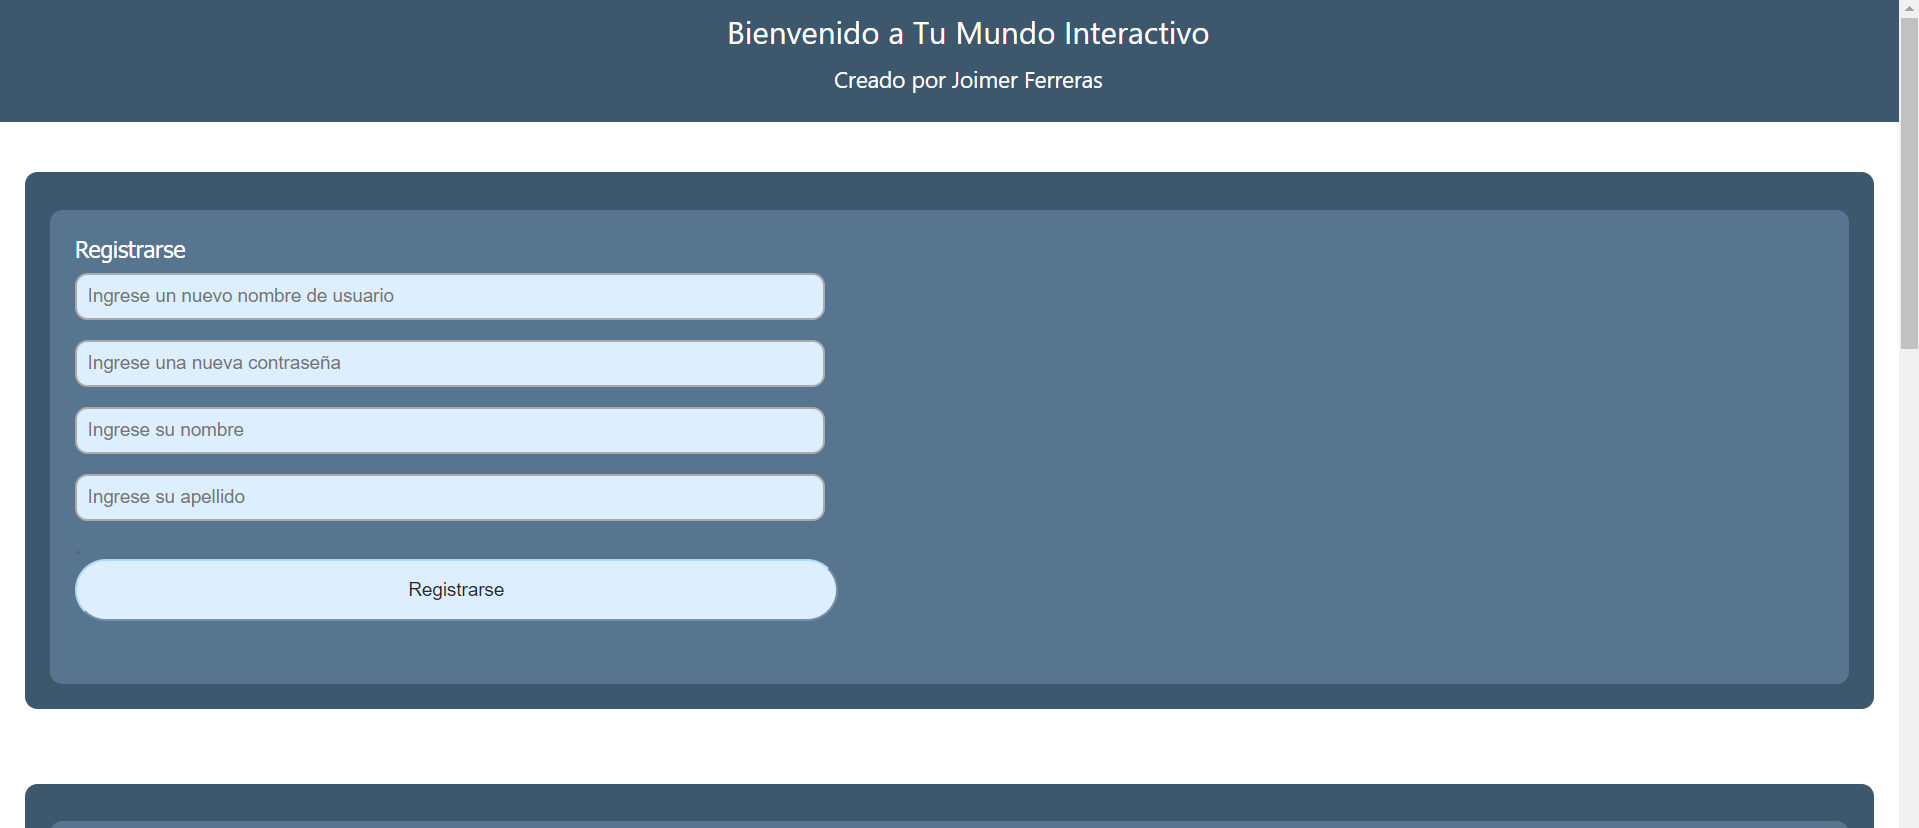 Bienvenido a Tu Mundo Interactivo
Creado por Joimer Ferreras
Registrarse
Ingrese un nuevo nombre de usuario
Ingrese una nueva contraseña
Ingrese su nombre
Ingrese su apellido
Registrarse